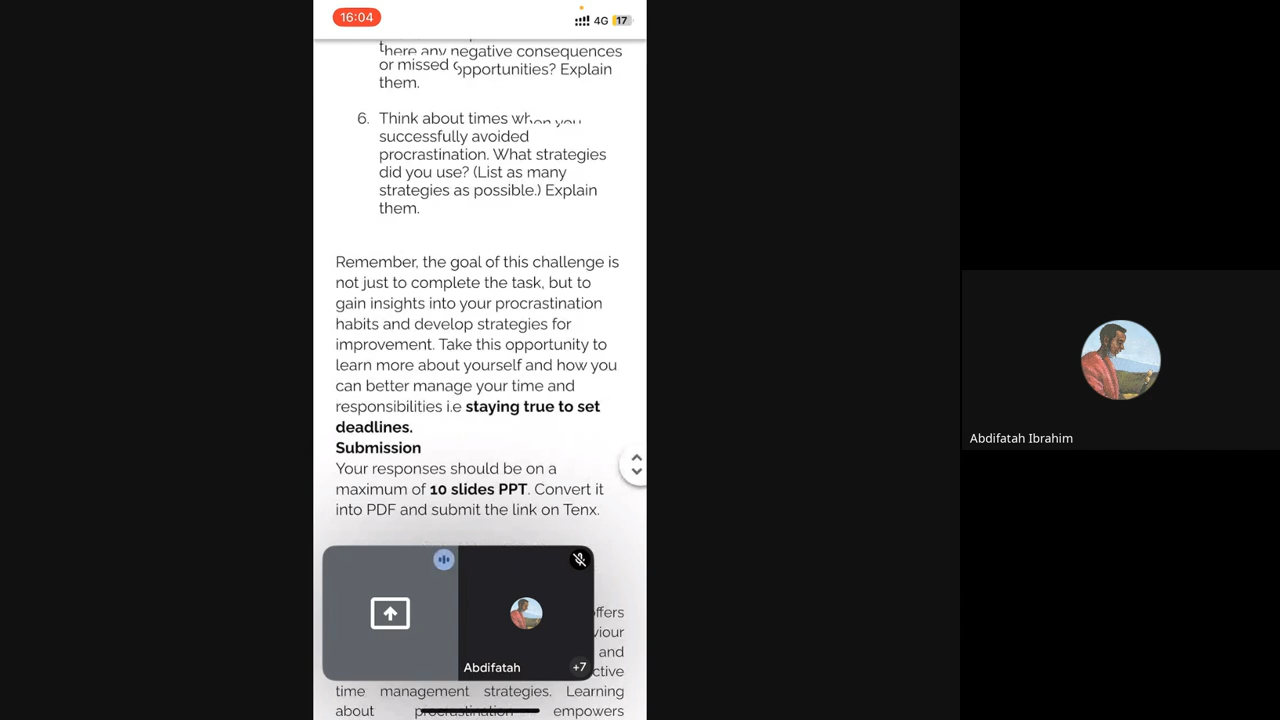 16:04
4G 17
there any negative consequences
or missed opportunities? Explain
them.
6. Think about times when you
successfully avoided
procrastination. What strategies
did you use? (List as many
strategies as possible.) Explain
them.
Remember, the goal of this challenge is
not just to complete the task, but to
gain insights into your procrastination
habits and develop strategies for
improvement. Take this opportunity to
learn more about yourself and how you
can better manage your time and
responsibilities i.e staying true to set
deadlines.
Submission
Your responses should be on a
maximum of 10 slides PPT. Convert it
into PDF and submit the link on Tenx.
Abdifatah
+7
and
time management strategies. Learning
about procrastination empowers
Abdifatah Ibrahim